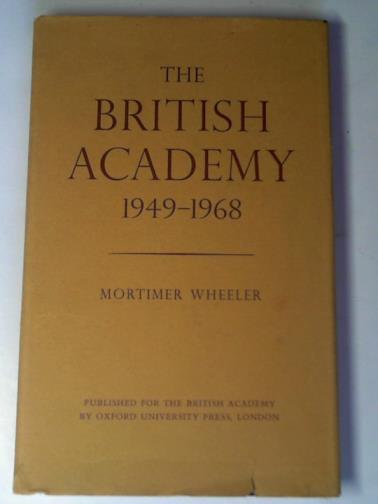 THE
BRITISH
ACADEMY
1949–1968
MORTIMER WHEELER
PUBLISHED FOR THE BRITISH ACADEMY
BY OXFORD UNIVERSITY PRESS, LONDON